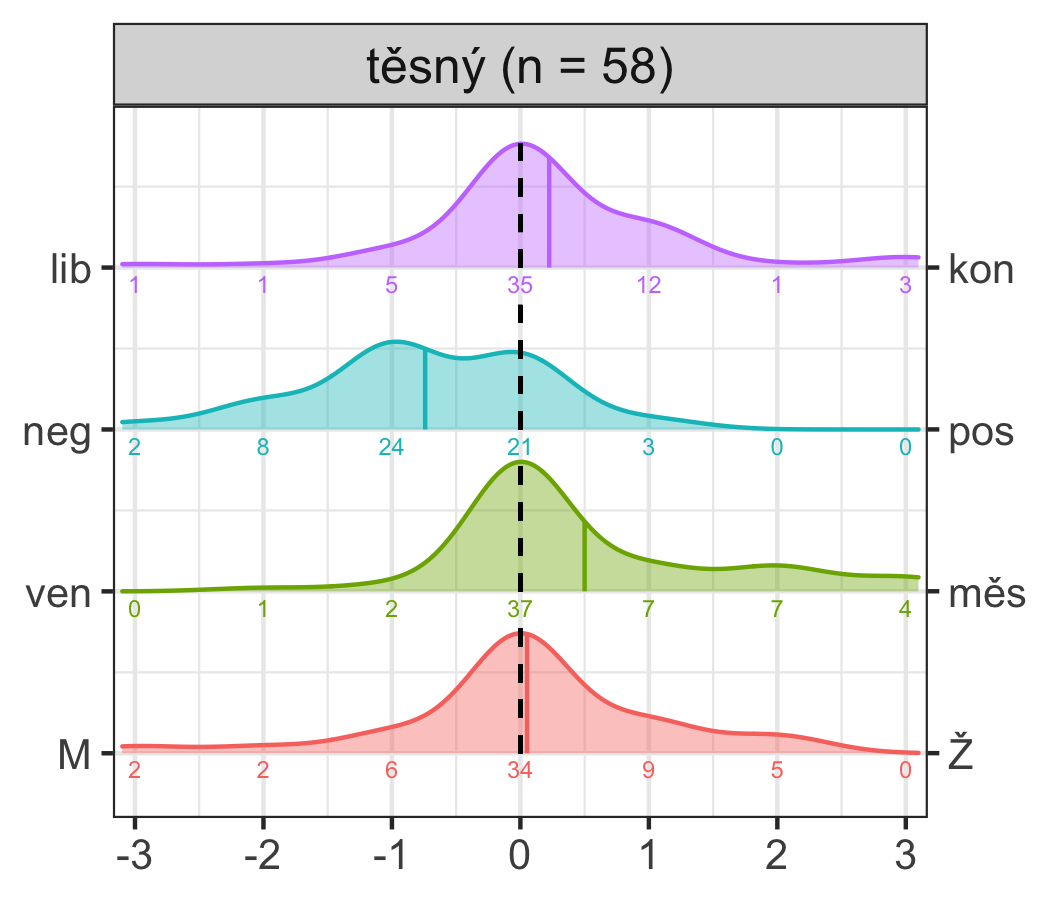 těsný (n = 58)
lib kon
1 1 5 35 12 1 3
neg pos
2 8 24 21 3 0 0
ven měs
0 1 2 37 7 7 4
M Ž
2 2 6 34 9 5 0
-3 -2 -1 0 1 2 3